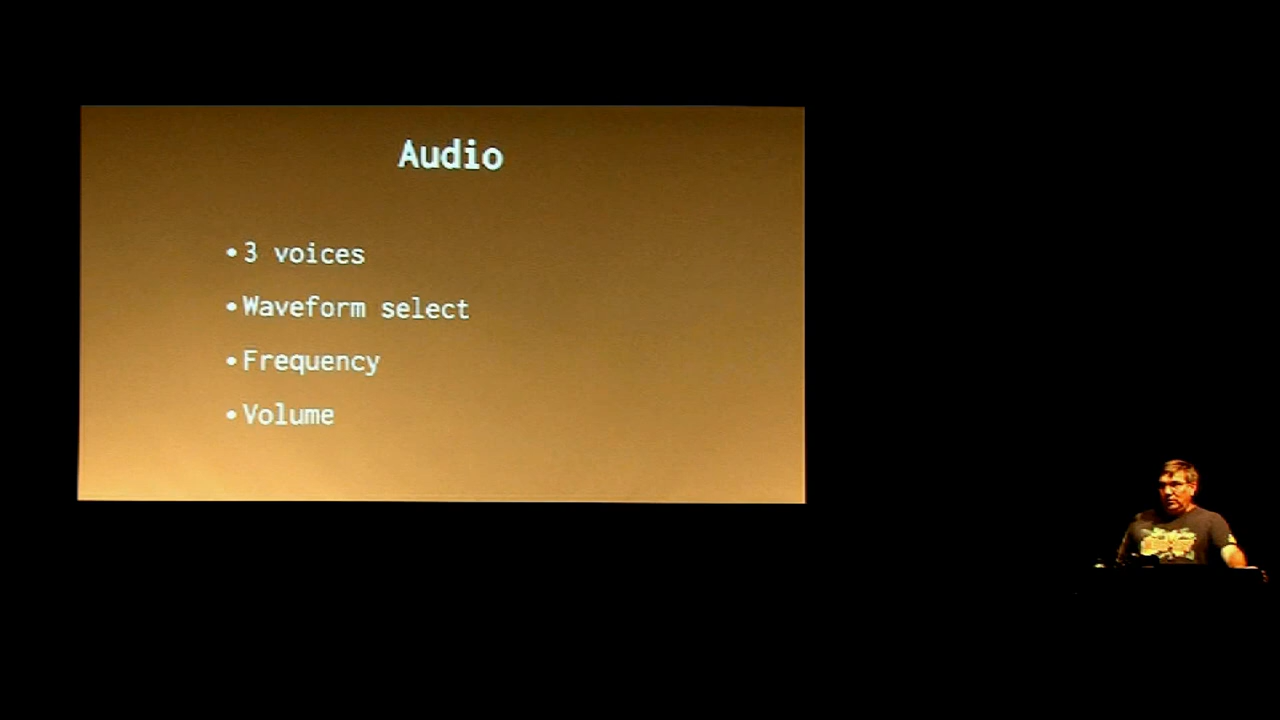 Audio
•3 voices
•Waveform select
•Frequency
•Volume